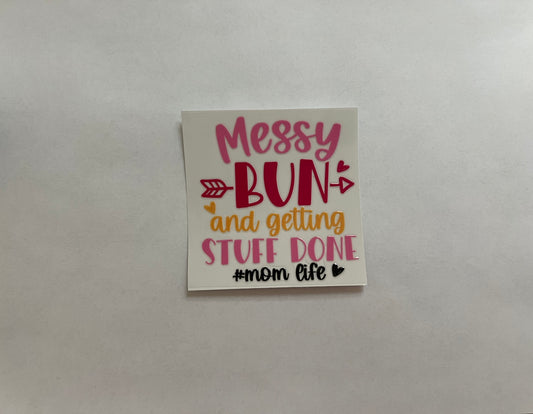 Messy
BUN
and getting
STUFF DONE
#mom life